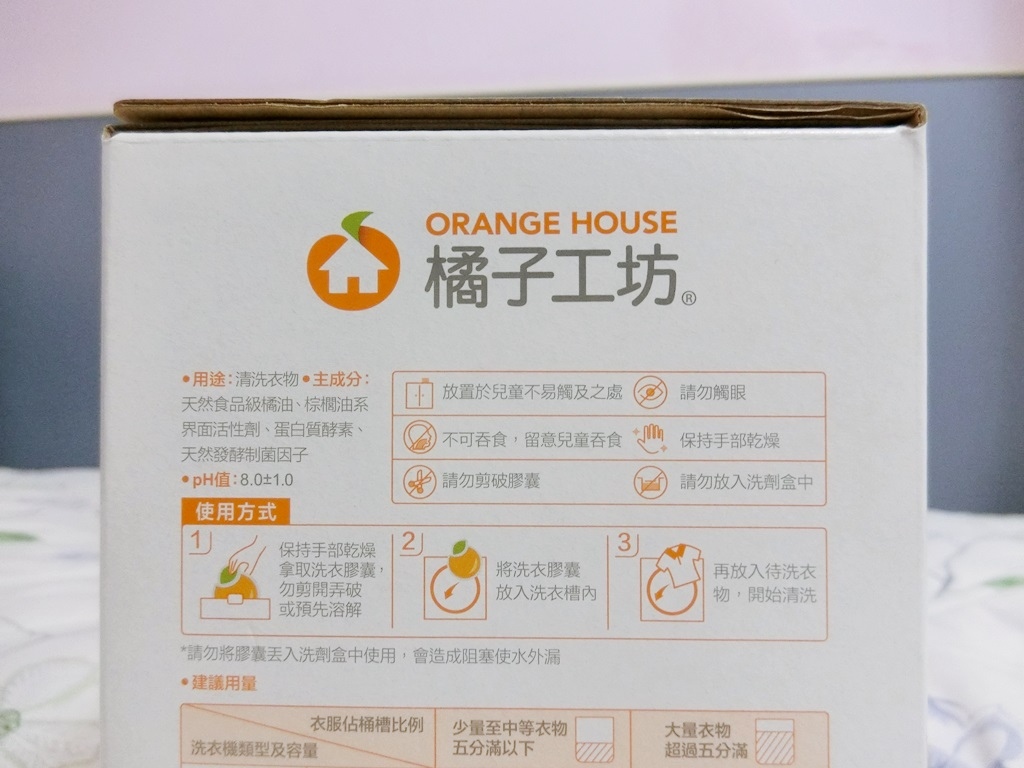 ORANGE HOUSE
橘子工坊®
•用途:清洗衣物•主成分:
天然食品級橘油、棕櫚油系
界面活性劑、蛋白質酵素、
天然發酵制菌因子
•pH值:8.0±1.0
放置於兒童不易觸及之處
請勿觸眼
不可吞食，留意兒童吞食
保持手部乾燥
請勿剪破膠囊
請勿放入洗劑盒中
使用方式
1
保持手部乾燥
拿取洗衣膠囊，
勿剪開弄破
或預先溶解
2
將洗衣膠囊
放入洗衣槽內
3
再放入待洗衣
物，開始清洗
*請勿將膠囊丟入洗劑盒中使用，會造成阻塞使水外漏
•建議用量
衣服佔桶槽比例
洗衣機類型及容量
少量至中等衣物
五分滿以下
大量衣物
超過五分滿